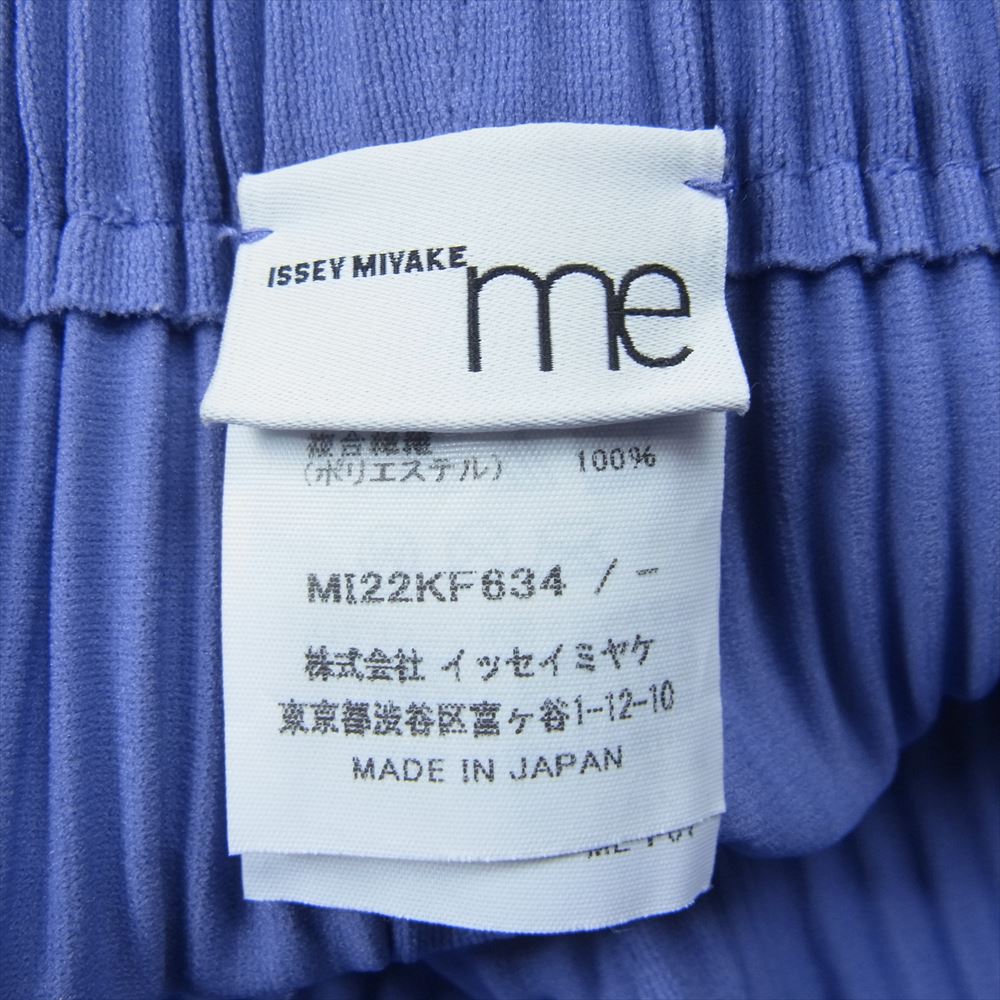 ISSEY MIYAKE me
複合繊維
(ポリエステル) 100%
MI22KF634 / -
株式会社 イッセイミヤケ
東京都渋谷区富ヶ谷1-12-10
MADE IN JAPAN